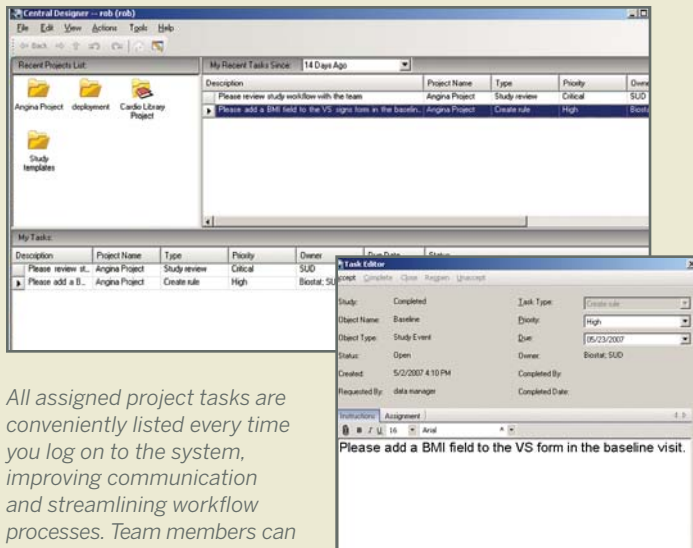 Central Designer -- rob (rob)
File Edit View Actions Tools Help
Back
Recent Projects List:
My Recent Tasks Since: 14 Days Ago
Description Project Name Type Priority
Please review study workflow with the team Angina Project Study review Critical SUD
Please add a BMI field to the VS signs form in the baselin.. Angina Project Create rule High Biost
Angina Project deployment Cardio Library Project
Study templates
My Tasks:
Description Project Name Type Priority Owner Due Date Status
Please review st.. Angina Project Study review Critical SUD
Please add a B.. Angina Project Create rule High Biostat; SU
Task Editor
Complete Close Reopen Unaccept
Study: Completed Task Type: Create rule
Object Name: Baseline Priority: High
Object Type: Study Event Due: 05/23/2007
Status: Open Owner: Biostat; SUD
Created: 5/2/2007 4:10 PM Completed By:
Requested By: data manager Completed Date:
Instructions Assignment
B I U 16 Arial
Please add a BMI field to the VS form in the baseline visit.
All assigned project tasks are
conveniently listed every time
you log on to the system,
improving communication
and streamlining workflow
processes. Team members can